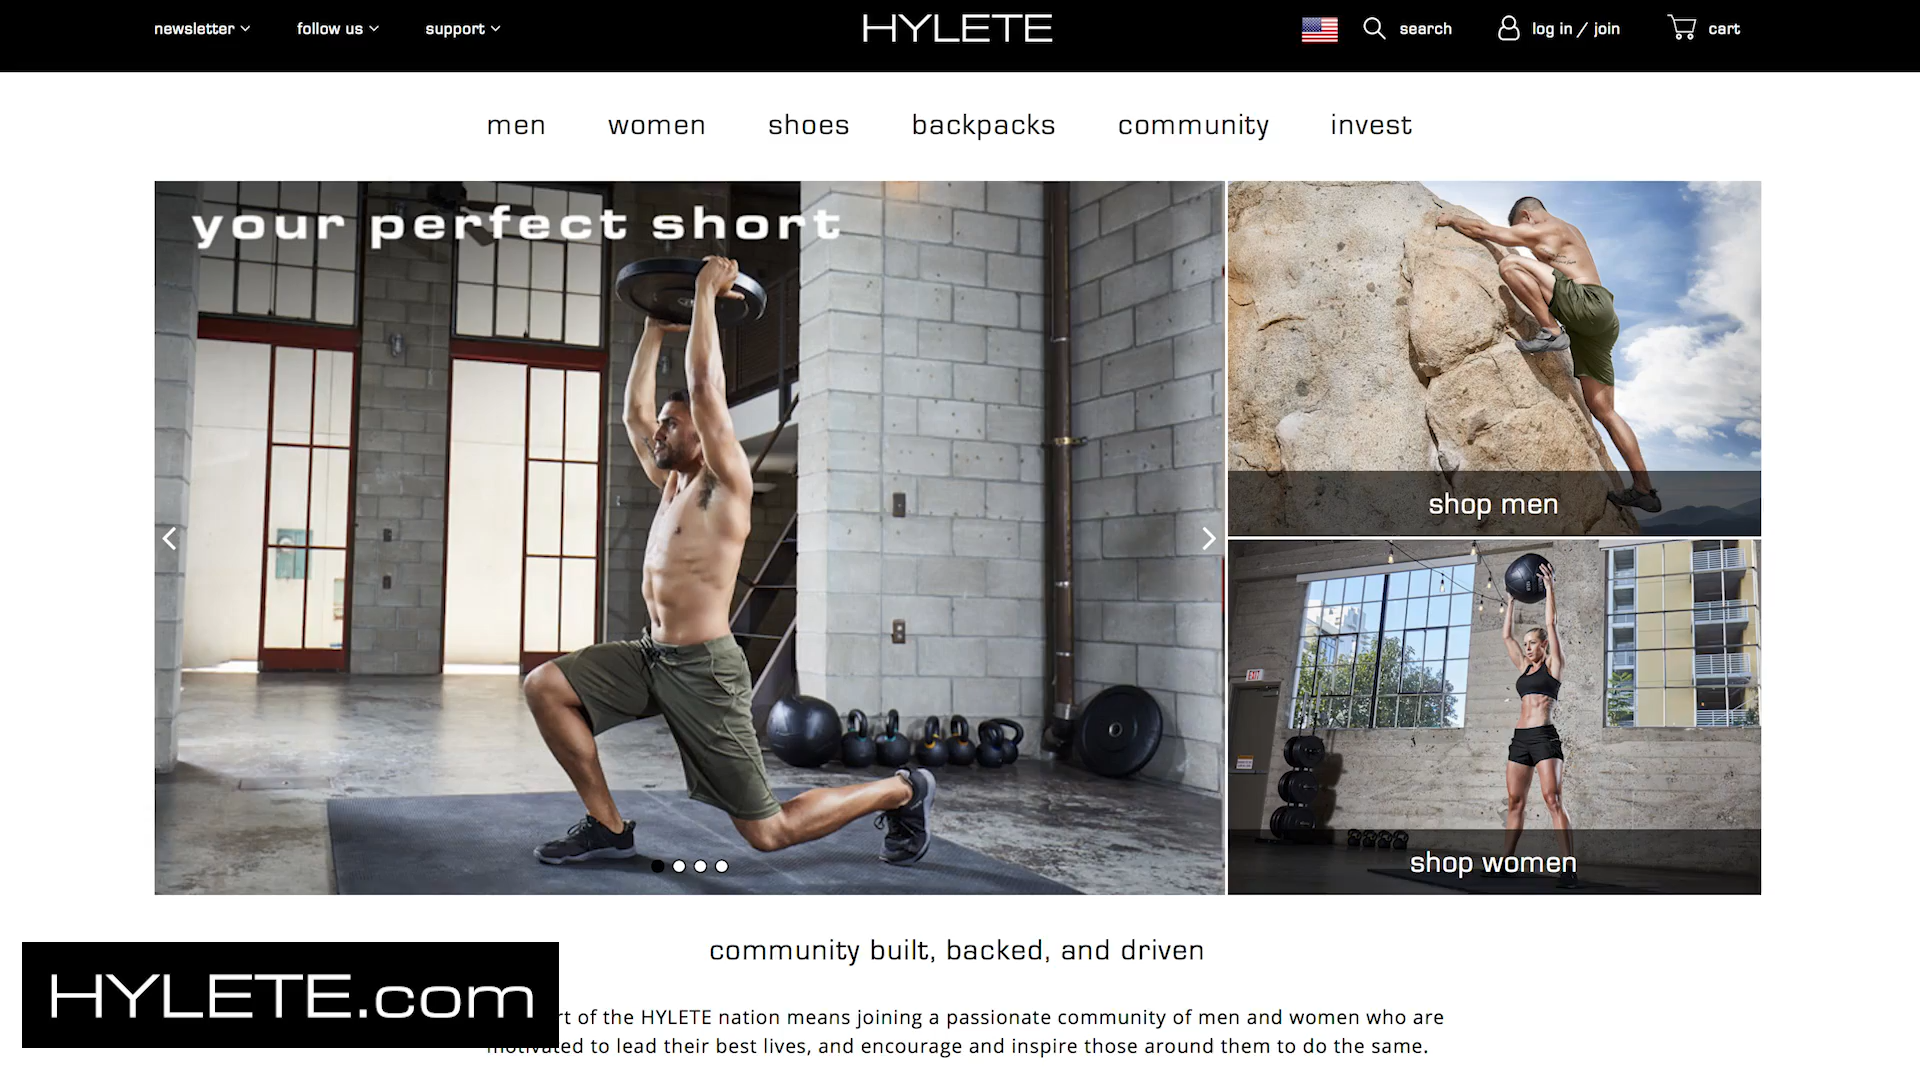 newsletter
follow us
support
HYLETE
search
log in / join
cart
men
women
shoes
backpacks
community
invest
your perfect short
shop men
EXIT
shop women
community built, backed, and driven
HYLETE.com
rt of the HYLETE nation means joining a passionate community of men and women who are
motivated to lead their best lives, and encourage and inspire those around them to do the same.